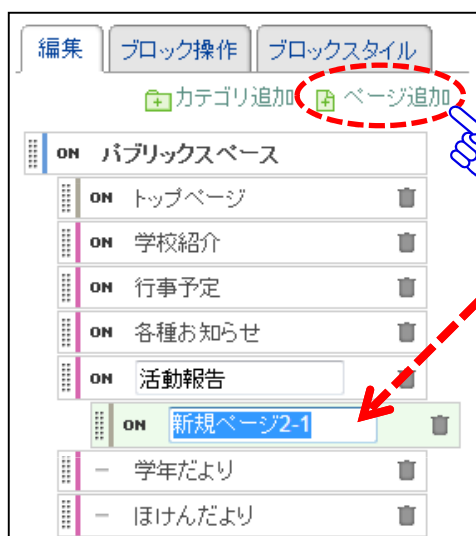 編集 ブロック操作 ブロックスタイル
カテゴリ追加 ページ追加
ON パブリックスペース
ON トップページ
ON 学校紹介
ON 行事予定
ON 各種お知らせ
ON 活動報告
ON 新規ページ2-1
− 学年だより
− ほけんだより